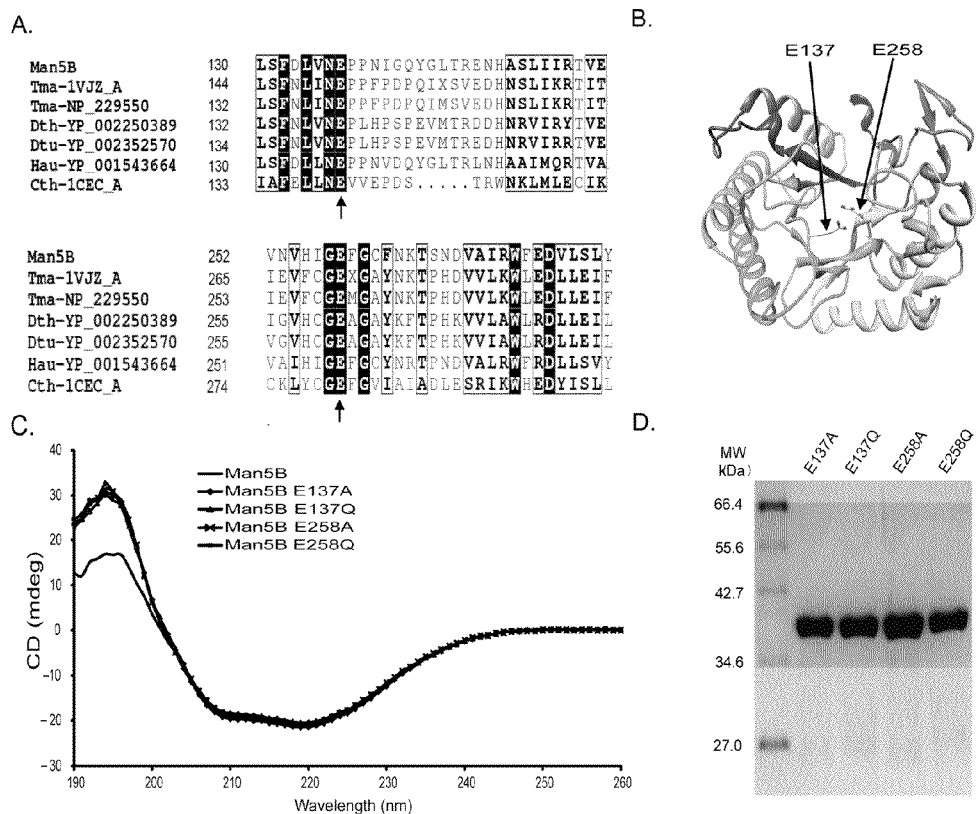 A.
Man5B 130 LSFDLVNEPPNIGQYGLTRENHASLIIRTVE
Tma-1VJZ_A 144 LSFNLINEPPFPDPQIXSVEDHNSLIKRTIT
Tma-NP_229550 132 LSFNLINEPPFPDPQIMSVEDHNSLIKRTIT
Dth-YP_002250389 132 LSFNLVNEPLHPSPEVMTRDDHNRVIRYTVE
Dtu-YP_002352570 134 LSFNLVNEPLHPSPEVMTRDDHNRVIRYTVE
Hau-YP_001543664 130 LSFDLLNEPPNVDQYGLTRLNHAAIMQRTVA
Cth-1CEC_A 133 IAFELLNEVVEPDS.....TRWNKLMLECIK
Man5B 252 VNVHIGEFGCFNKTSNDVAIRWFEDVLSLY
Tma-1VJZ_A 265 IEVFCGEXGAYNKTPHDVVLKWLEDLLEIF
Tma-NP_229550 253 IEVFCGEMGAYNKTPHDVVLKWLEDLLEIF
Dth-YP_002250389 255 IGVHCGEAGAYKFTPHKVVLAWLRDLLEIL
Dtu-YP_002352570 255 VGVHCGEAGAYKFTPHKVVLAWLRDLLEIL
Hau-YP_001543664 251 VAIHIGEFGCYNRTPNDVALRWFRDLLSVY
Cth-1CEC_A 274 CKLYCGEFGVIAIADLESRIKWHEDYISLL
B.
E137 E258
C.
CD (mdeg)
40
30
20
10
0
-10
-20
-30
190 200 210 220 230 240 250 260
Wavelength (nm)
Man5B
Man5B E137A
Man5B E137Q
Man5B E258A
Man5B E258Q
D.
MW
(kDa)
E137A E137Q E258A E258Q
66.4
55.6
42.7
34.6
27.0